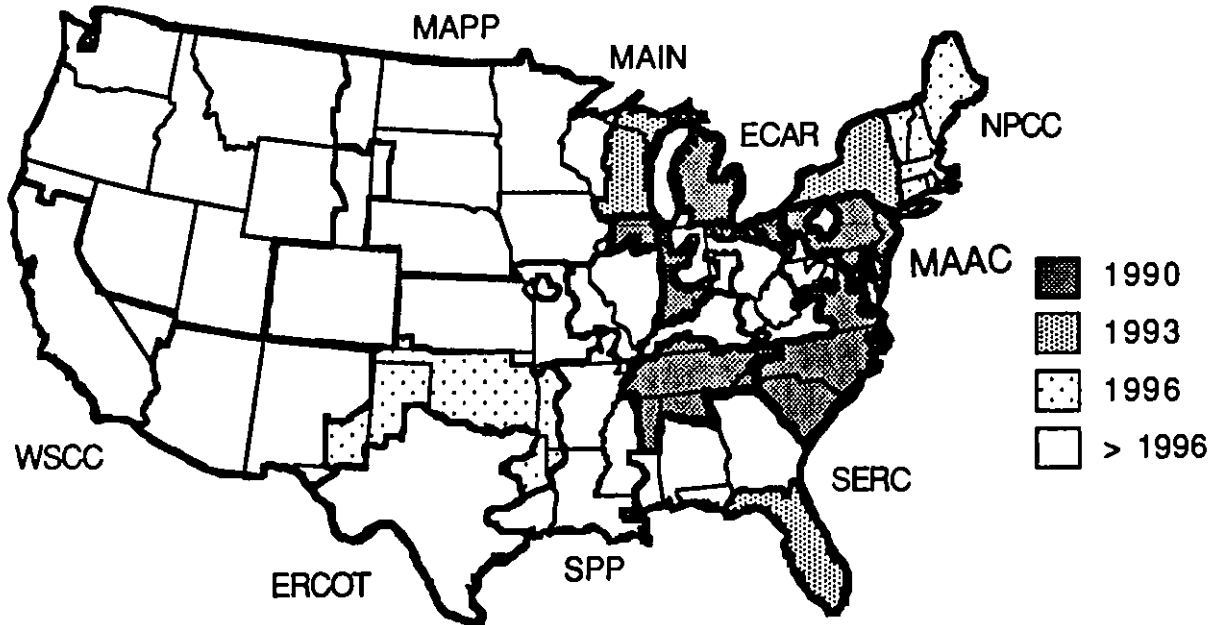 MAPP
MAIN
ECAR
NPCC
MAAC
1990
1993
1996
> 1996
WSCC
SERC
SPP
ERCOT